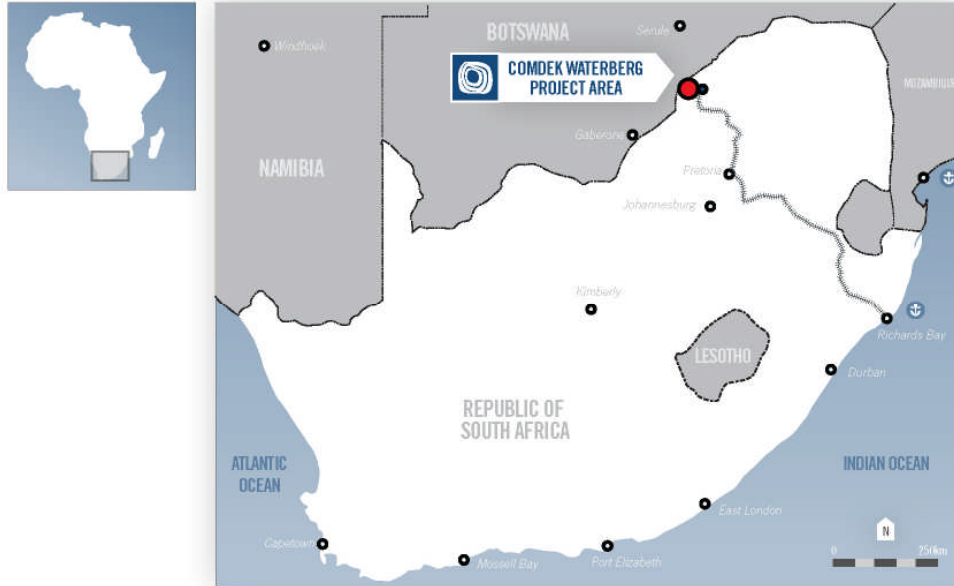 Windhoek
BOTSWANA
Serule
COMDEK WATERBERG
PROJECT AREA
MOZAMBIQUE
Gaberone
NAMIBIA
Pretoria
Johannesburg
Kimberly
Richards Bay
LESOTHO
Durban
REPUBLIC OF
SOUTH AFRICA
ATLANTIC
OCEAN
INDIAN OCEAN
East London
N
Capetown
Mossell Bay
Port Elizabeth
0
250km